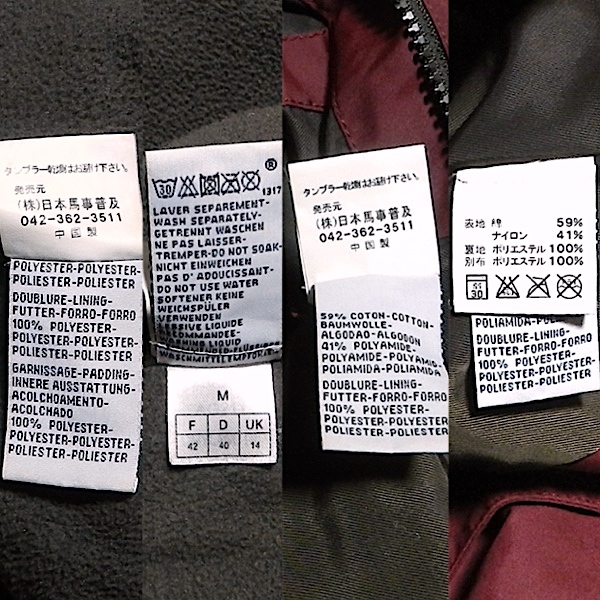 タンブラー乾燥はお避け下さい。
発売元
(株)日本馬事普及
042-362-3511
中国製
POLYESTER-POLYESTER-
POLIESTER-POLIESTER
DOUBLURE-LINING-
FUTTER-FORRO-FORRO
100% POLYESTER-
POLYESTER-POLYESTER-
POLIESTER-POLIESTER
GARNISSAGE-PADDING-
INNERE AUSSTATTUNG-
ACOLCHOAMENTO-
ACOLCHADO
100% POLYESTER-
POLYESTER-POLYESTER-
POLIESTER-POLIESTER
®
30
1317
LAVER SEPAREMENT-
WASH SEPARATELY-
GETRENNT WASCHEN
NE PAS LAISSER-
TREMPER-DO NOT SOAK-
NICHT EINWEICHEN
PAS D' ADOUCISSANT-
DO NOT USE WATER
SOFTENER KEINE
WEICHSPÜLER
VERWENDEN
LESSIVE LIQUIDE
M
F D UK
42 40 14
タンブラー乾燥はお避け下さい。
発売元
(株)日本馬事普及
042-362-3511
中国製
59% COTON-COTTON-
BAUMWOLLE-
ALGODAO-ALGODON
41% POLYAMIDE-
POLYAMIDE-POLYAMID-
POLIAMIDA-POLIAMIDA
DOUBLURE-LINING-
FUTTER-FORRO-FORRO
100% POLYESTER-
POLYESTER-POLYESTER
POLIESTER-POLIESTER
表地 綿 59%
ナイロン 41%
裏地 ポリエステル 100%
別布 ポリエステル 100%
30
DOUBLURE-LINING-
FUTTER-FORRO-FORRO
100% POLYESTER-
POLYESTER-POLYESTER-
POLIESTER-POLIESTER